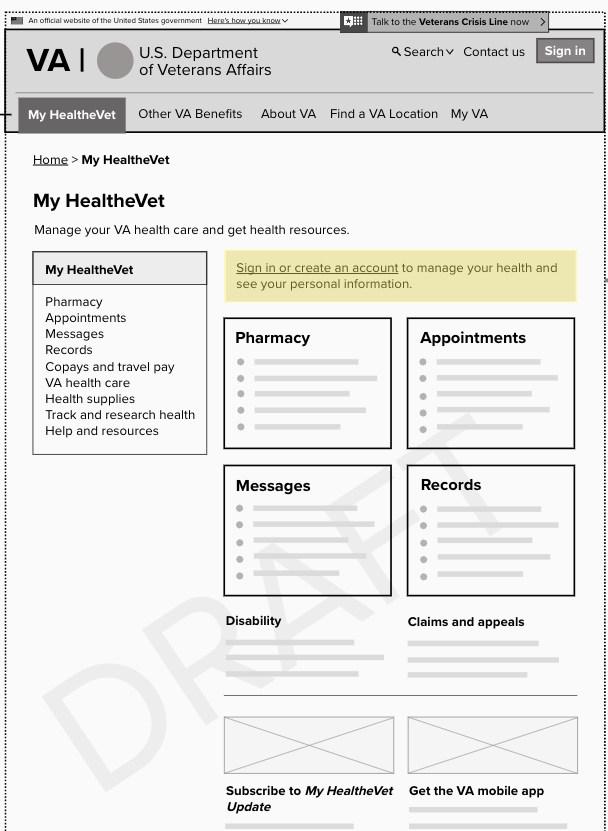 An official website of the United States government Here's how you know
Talk to the Veterans Crisis Line now
VA | U.S. Department
of Veterans Affairs
Search Contact us Sign in
My HealtheVet Other VA Benefits About VA Find a VA Location My VA
Home > My HealtheVet
My HealtheVet
Manage your VA health care and get health resources.
My HealtheVet
Pharmacy
Appointments
Messages
Records
Copays and travel pay
VA health care
Health supplies
Track and research health
Help and resources
Sign in or create an account to manage your health and
see your personal information.
Pharmacy
Appointments
Messages
Records
Disability
Claims and appeals
Subscribe to My HealtheVet
Update
Get the VA mobile app
DRAFT